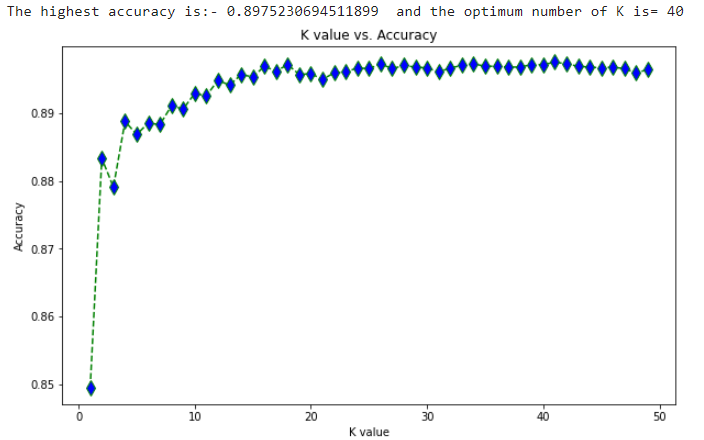 The highest accuracy is:- 0.8975230694511899 and the optimum number of K is= 40
K value vs. Accuracy
Accuracy
0.89
0.88
0.87
0.86
0.85
0 10 20 30 40 50
K value